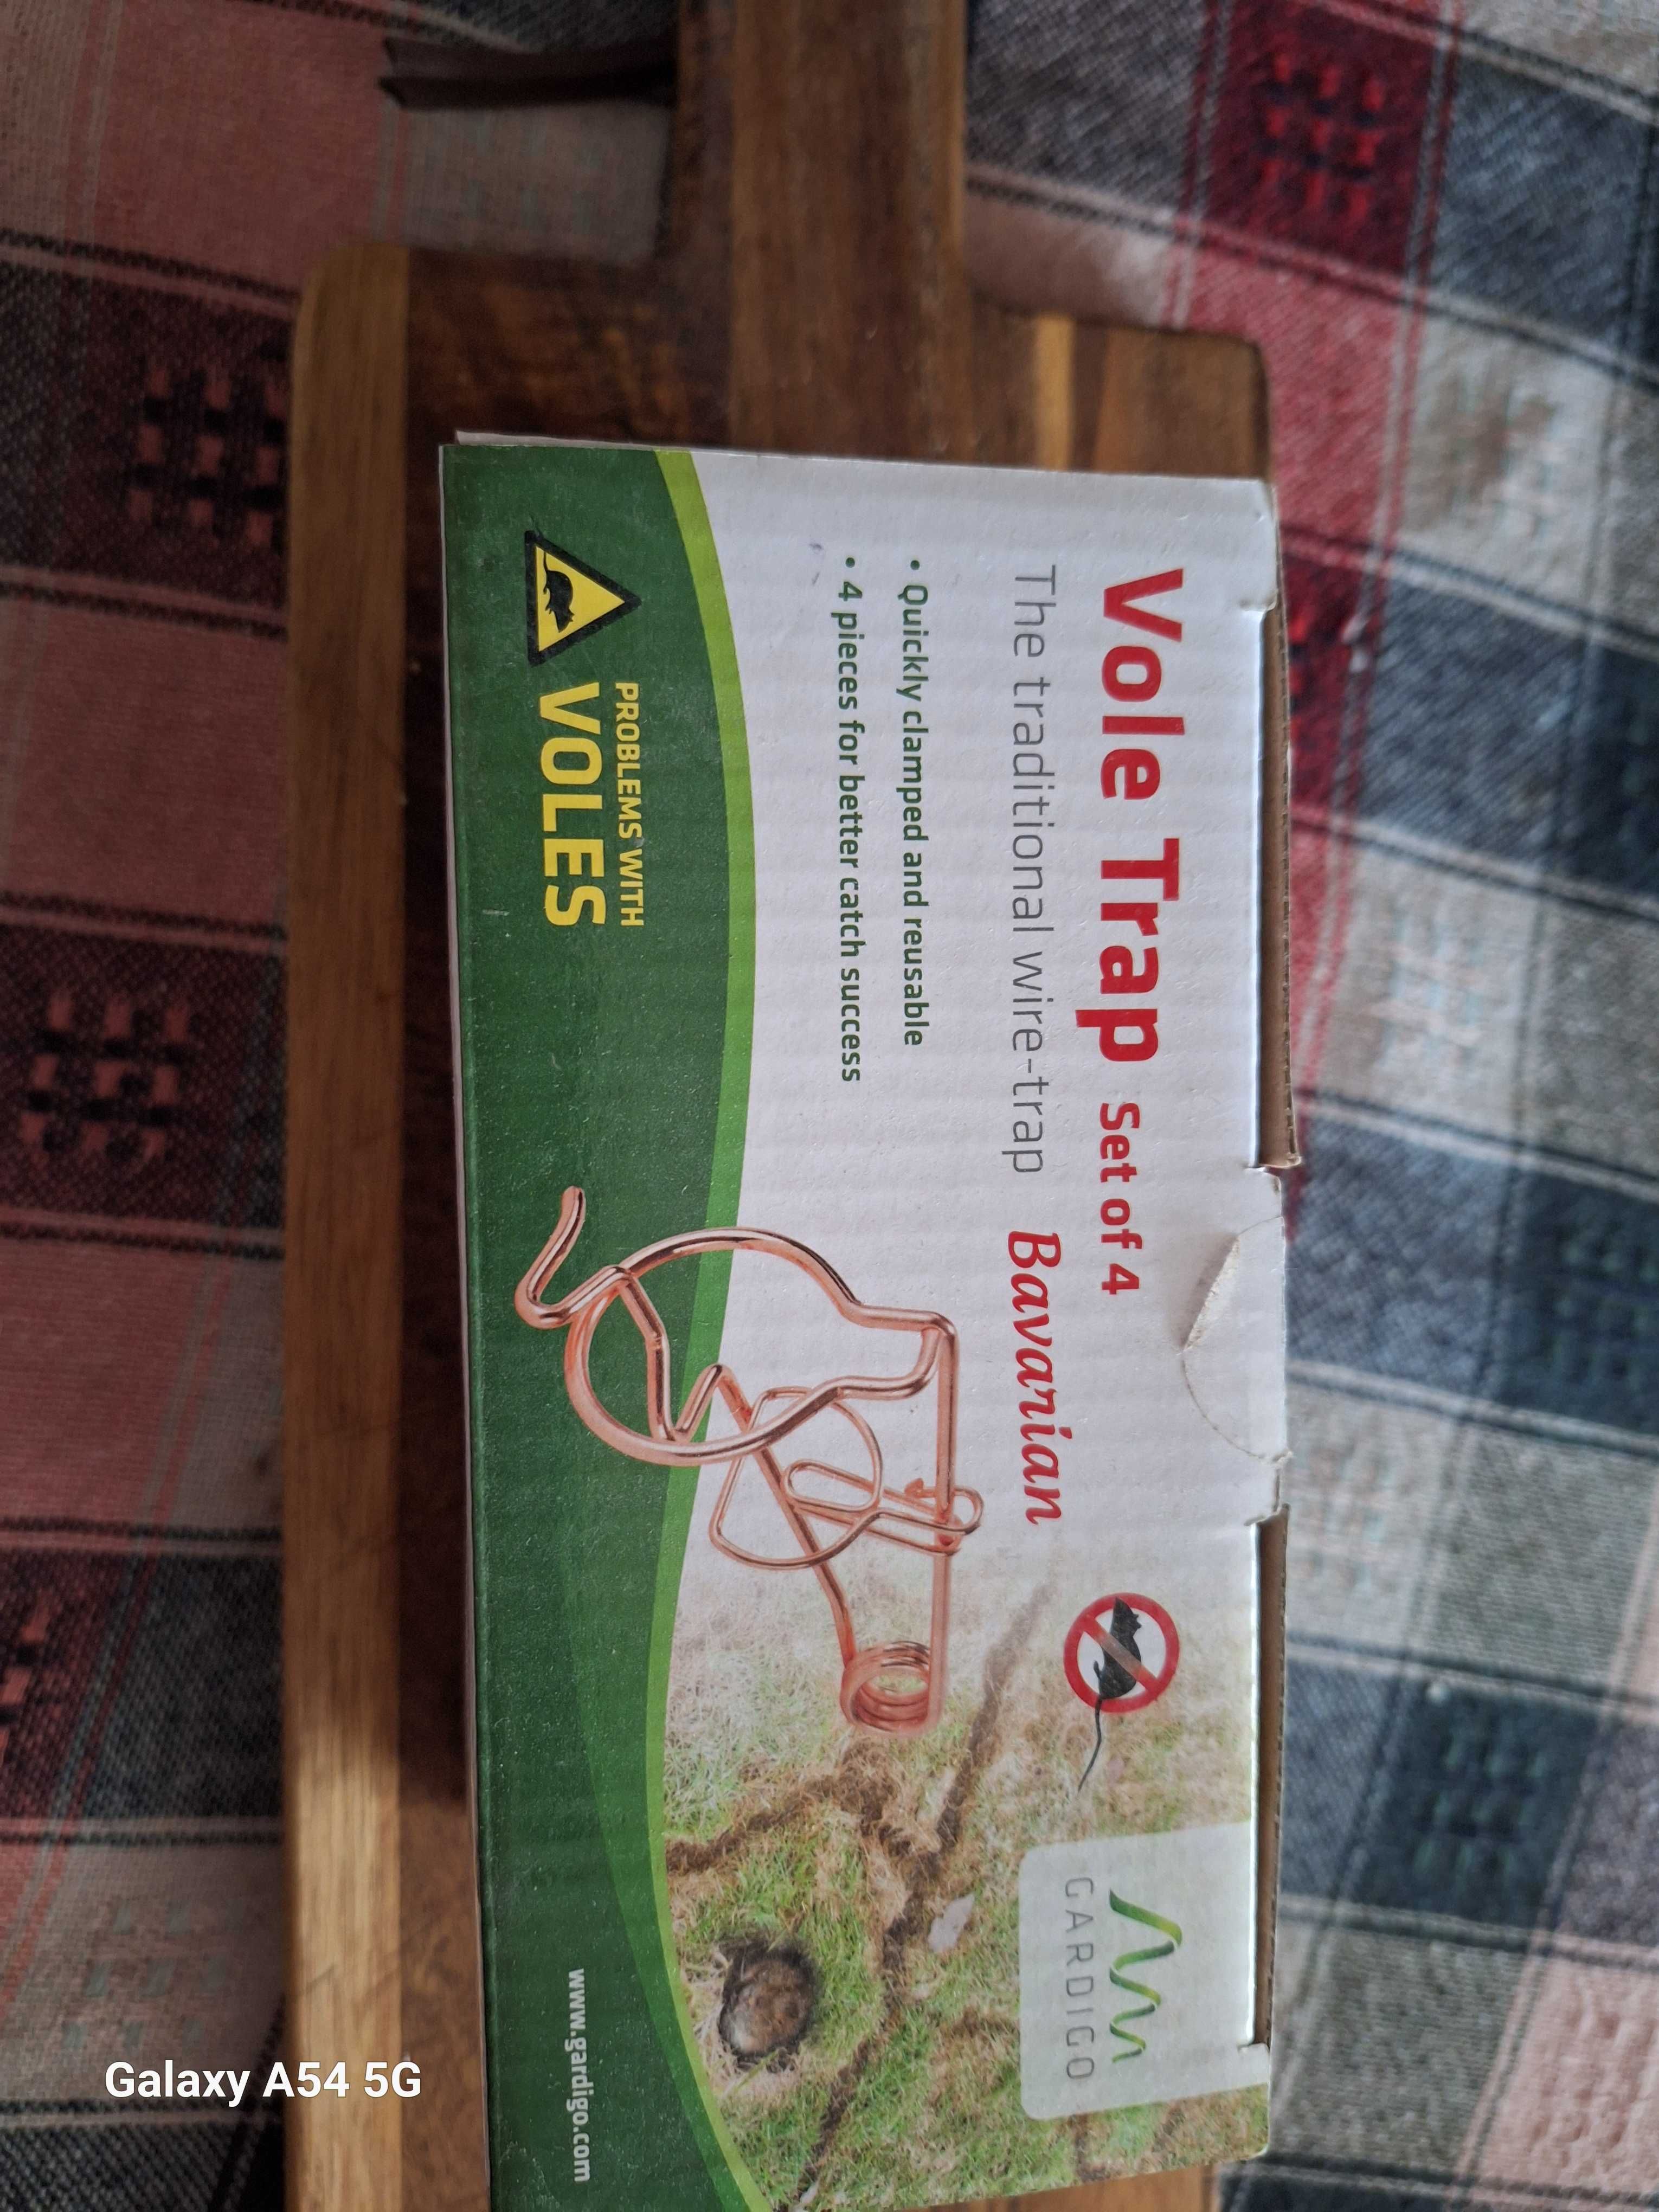 Vole Trap Set of 4
The traditional wire-trap Bavarian
• Quickly clamped and reusable
• 4 pieces for better catch success
GARDIGO
PROBLEMS WITH
VOLES
www.gardigo.com
Galaxy A54 5G